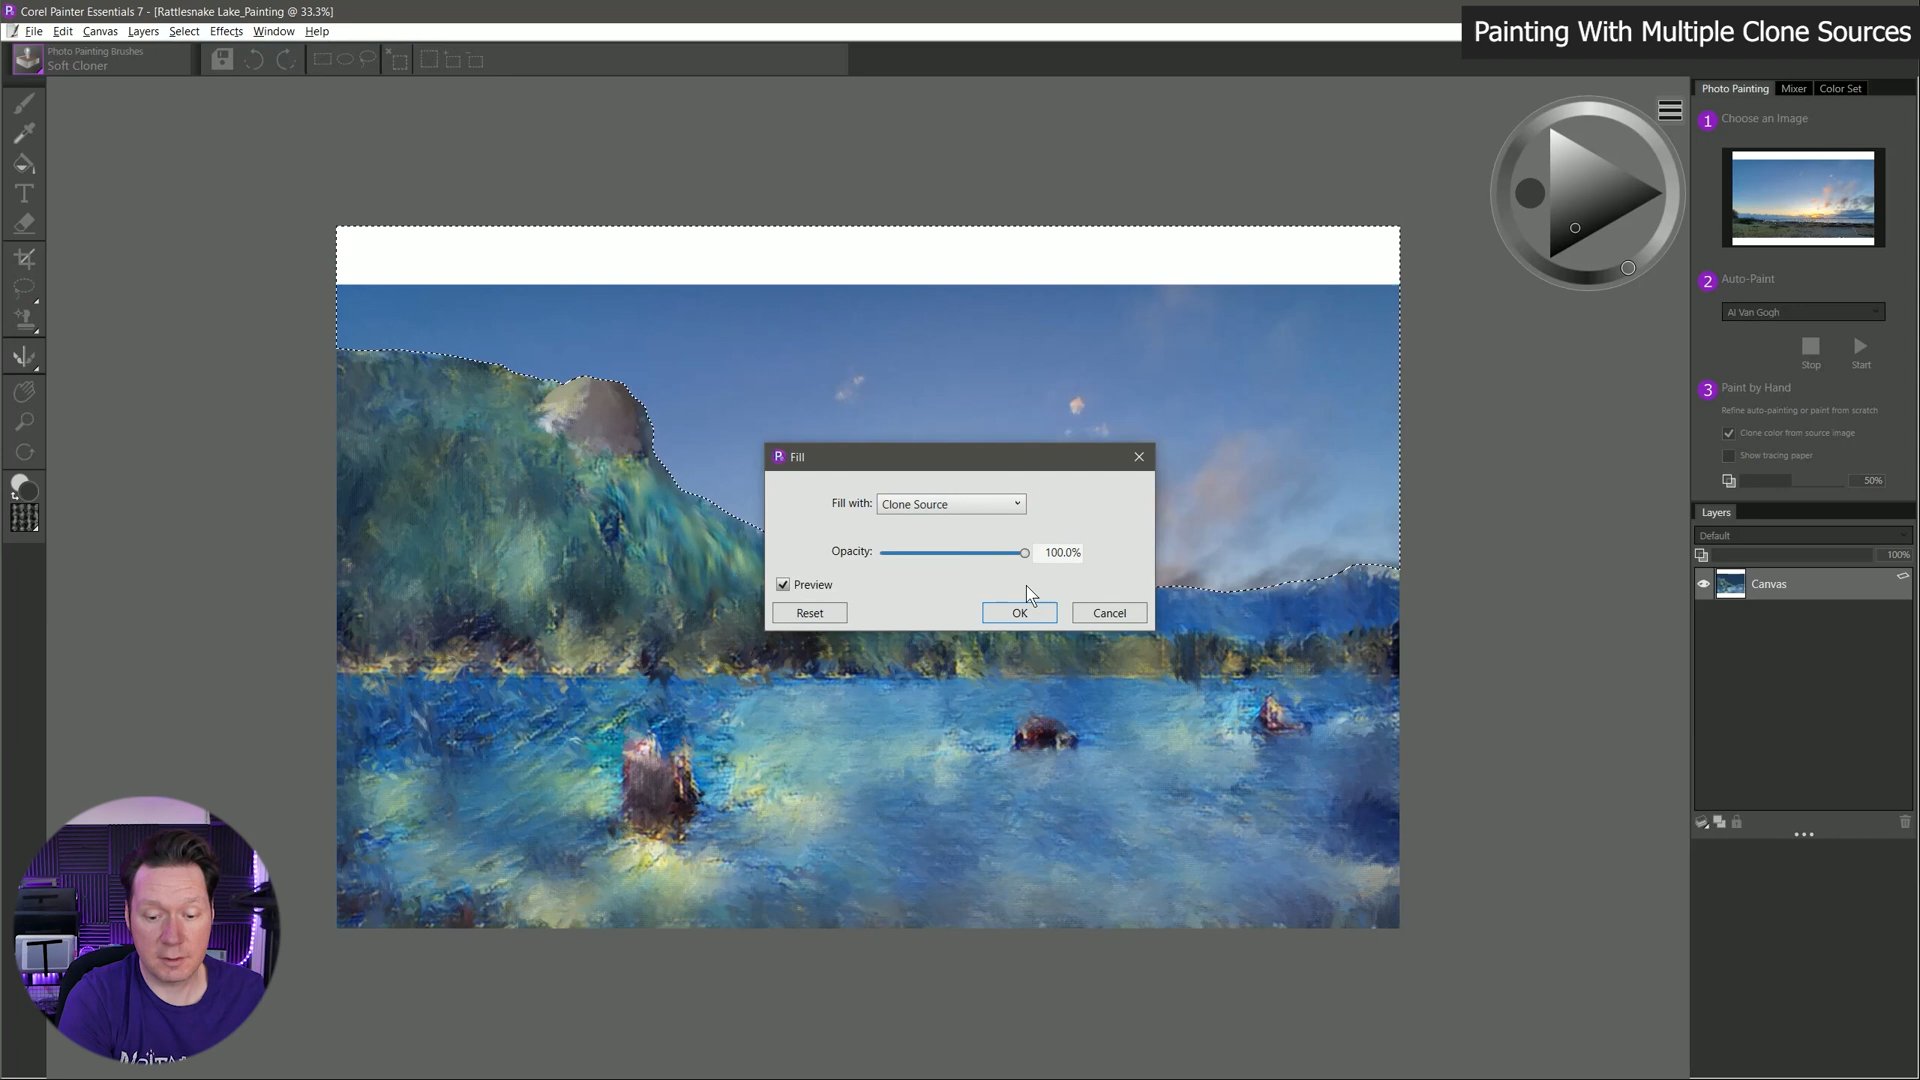 Corel Painter Essentials 7 - [Rattlesnake Lake_Painting @ 33.3%]
File Edit Canvas Layers Select Effects Window Help
Painting With Multiple Clone Sources
Photo Painting Brushes
Soft Cloner
Photo Painting Mixer Color Set
1 Choose an Image
2 Auto-Paint
AI Van Gogh
Stop Start
3 Paint by Hand
Refine auto-painting or paint from scratch
Clone color from source image
Show tracing paper
50%
Layers
Default
100%
Canvas
Fill
Fill with: Clone Source
Opacity: 100.0%
Preview
Reset OK Cancel